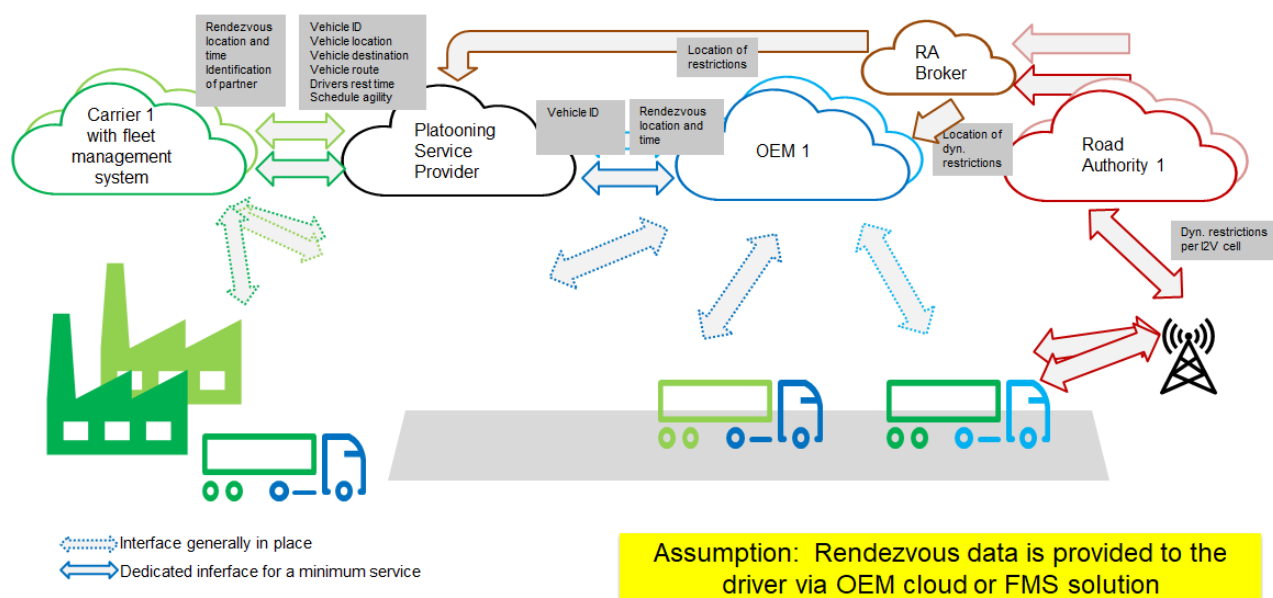 Rendezvous
location and
time
Identification
of partner
Vehicle ID
Vehicle location
Vehicle destination
Vehicle route
Drivers rest time
Schedule agility
Location of
restrictions
RA
Broker
Carrier 1
with fleet
management
system
Platooning
Service
Provider
Vehicle ID
Rendezvous
location and
time
OEM 1
Location of
dyn.
restrictions
Road
Authority 1
Dyn. restrictions
per I2V cell
Interface generally in place
Dedicated inferface for a minimum service
Assumption: Rendezvous data is provided to the
driver via OEM cloud or FMS solution